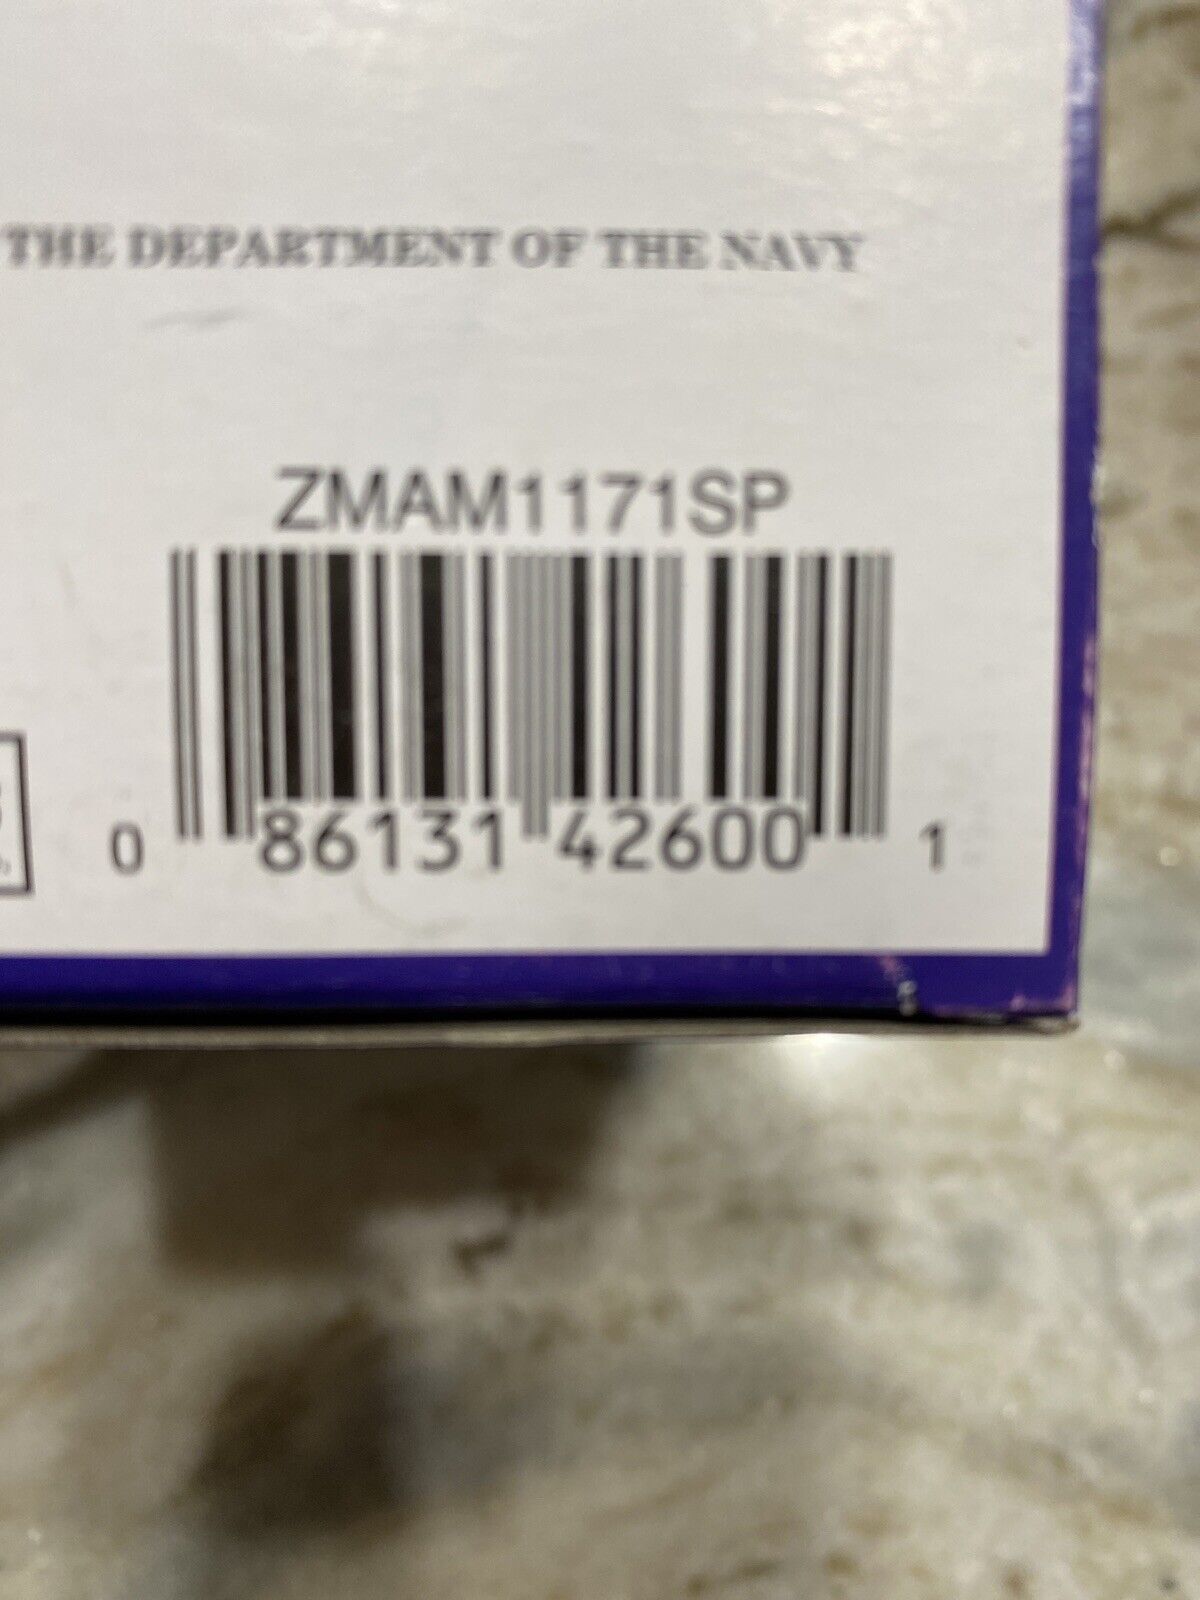 THE DEPARTMENT OF THE NAVY
ZMAM1171SP
0 86131 42600 1